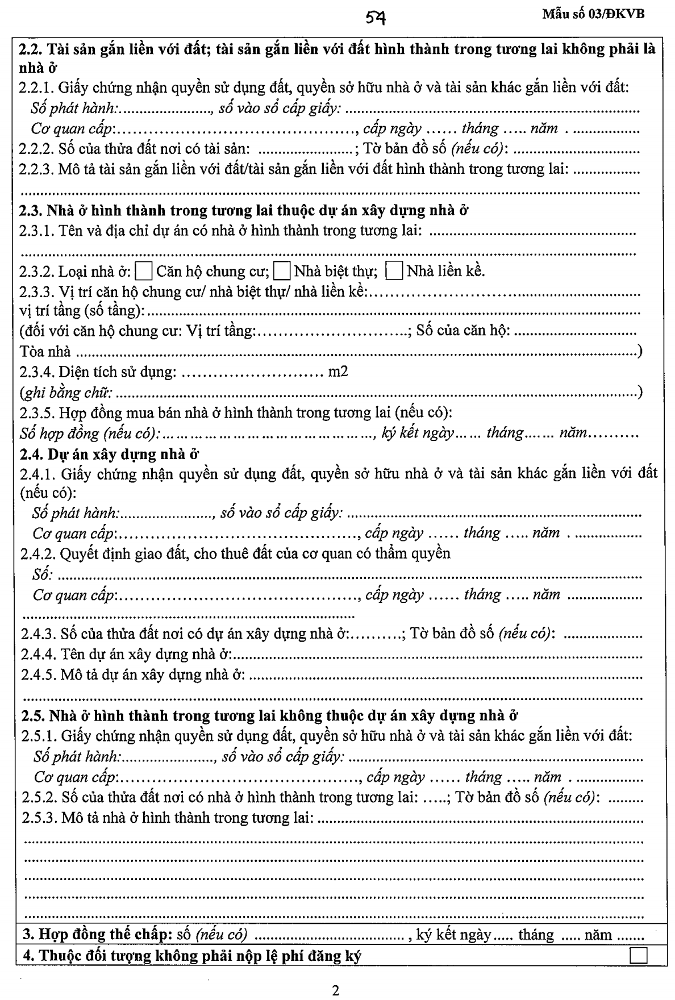 54
Mẫu số 03/ĐKVB
2.2. Tài sản gắn liền với đất; tài sản gắn liền với đất hình thành trong tương lai không phải là
nhà ở
2.2.1. Giấy chứng nhận quyền sử dụng đất, quyền sở hữu nhà ở và tài sản khác gắn liền với đất:
Số phát hành:......................, số vào sổ cấp giấy: ......................................................
Cơ quan cấp:............................................, cấp ngày ...... tháng ..... năm . .................
2.2.2. Số của thửa đất nơi có tài sản: .......................; Tờ bản đồ số (nếu có): ..............................
2.2.3. Mô tả tài sản gắn liền với đất/tài sản gắn liền với đất hình thành trong tương lai: .................
......................................................................................................................
2.3. Nhà ở hình thành trong tương lai thuộc dự án xây dựng nhà ở
2.3.1. Tên và địa chỉ dự án có nhà ở hình thành trong tương lai: ..................................................
......................................................................................................................
2.3.2. Loại nhà ở: ☐ Căn hộ chung cư; ☐ Nhà biệt thự; ☐ Nhà liền kề.
2.3.3. Vị trí căn hộ chung cư/ nhà biệt thự/ nhà liền kề:..................................................
vị trí tầng (số tầng):..................................................................................................
(đối với căn hộ chung cư: Vị trí tầng:............................; Số của căn hộ: ..............................
Tòa nhà ......................................................................................................)
2.3.4. Diện tích sử dụng: ........................... m2
(ghi bằng chữ: ..............................................................................................)
2.3.5. Hợp đồng mua bán nhà ở hình thành trong tương lai (nếu có):
Số hợp đồng (nếu có):............................................, ký kết ngày...... tháng....... năm..........
2.4. Dự án xây dựng nhà ở
2.4.1. Giấy chứng nhận quyền sử dụng đất, quyền sở hữu nhà ở và tài sản khác gắn liền với đất
(nếu có):
Số phát hành:......................, số vào sổ cấp giấy: ......................................................
Cơ quan cấp:............................................, cấp ngày ...... tháng ..... năm . .................
2.4.2. Quyết định giao đất, cho thuê đất của cơ quan có thẩm quyền
Số: ..............................................................................................................
Cơ quan cấp:............................................, cấp ngày ...... tháng ..... năm ...................
..................................................................
2.4.3. Số của thửa đất nơi có dự án xây dựng nhà ở:..........; Tờ bản đồ số (nếu có): ....................
2.4.4. Tên dự án xây dựng nhà ở:..................................................................................
2.4.5. Mô tả dự án xây dựng nhà ở: ..............................................................................
......................................................................................................................
2.5. Nhà ở hình thành trong tương lai không thuộc dự án xây dựng nhà ở
2.5.1. Giấy chứng nhận quyền sử dụng đất, quyền sở hữu nhà ở và tài sản khác gắn liền với đất:
Số phát hành:......................, số vào sổ cấp giấy: ......................................................
Cơ quan cấp:............................................, cấp ngày ...... tháng ..... năm . .................
2.5.2. Số của thửa đất nơi có nhà ở hình thành trong tương lai: .....; Tờ bản đồ số (nếu có): .........
2.5.3. Mô tả nhà ở hình thành trong tương lai: ..................................................................
......................................................................................................................
......................................................................................................................
......................................................................................................................
......................................................................................................................
......................................................................................................................
3. Hợp đồng thế chấp: số (nếu có) ..................................... , ký kết ngày..... tháng ..... năm .......
4. Thuộc đối tượng không phải nộp lệ phí đăng ký ☐
2